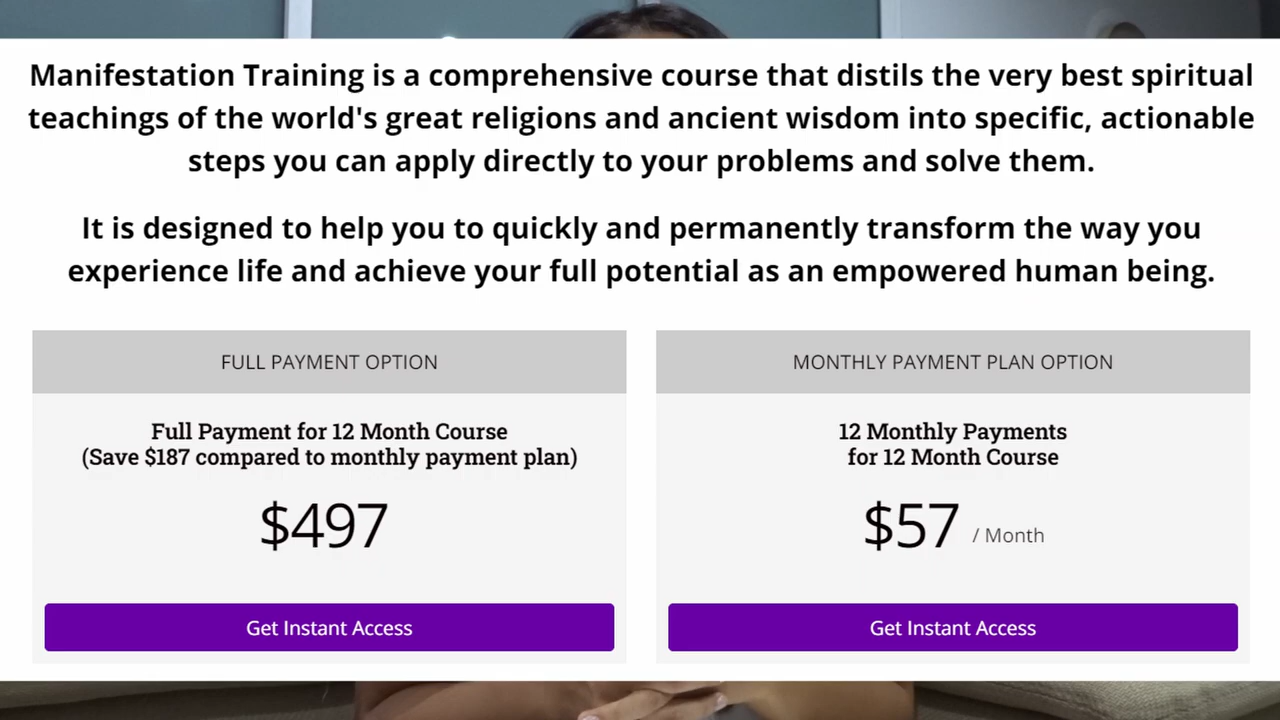 Manifestation Training is a comprehensive course that distils the very best spiritual
teachings of the world's great religions and ancient wisdom into specific, actionable
steps you can apply directly to your problems and solve them.
It is designed to help you to quickly and permanently transform the way you
experience life and achieve your full potential as an empowered human being.
FULL PAYMENT OPTION
Full Payment for 12 Month Course
(Save $187 compared to monthly payment plan)
$497
Get Instant Access
MONTHLY PAYMENT PLAN OPTION
12 Monthly Payments
for 12 Month Course
$57 / Month
Get Instant Access